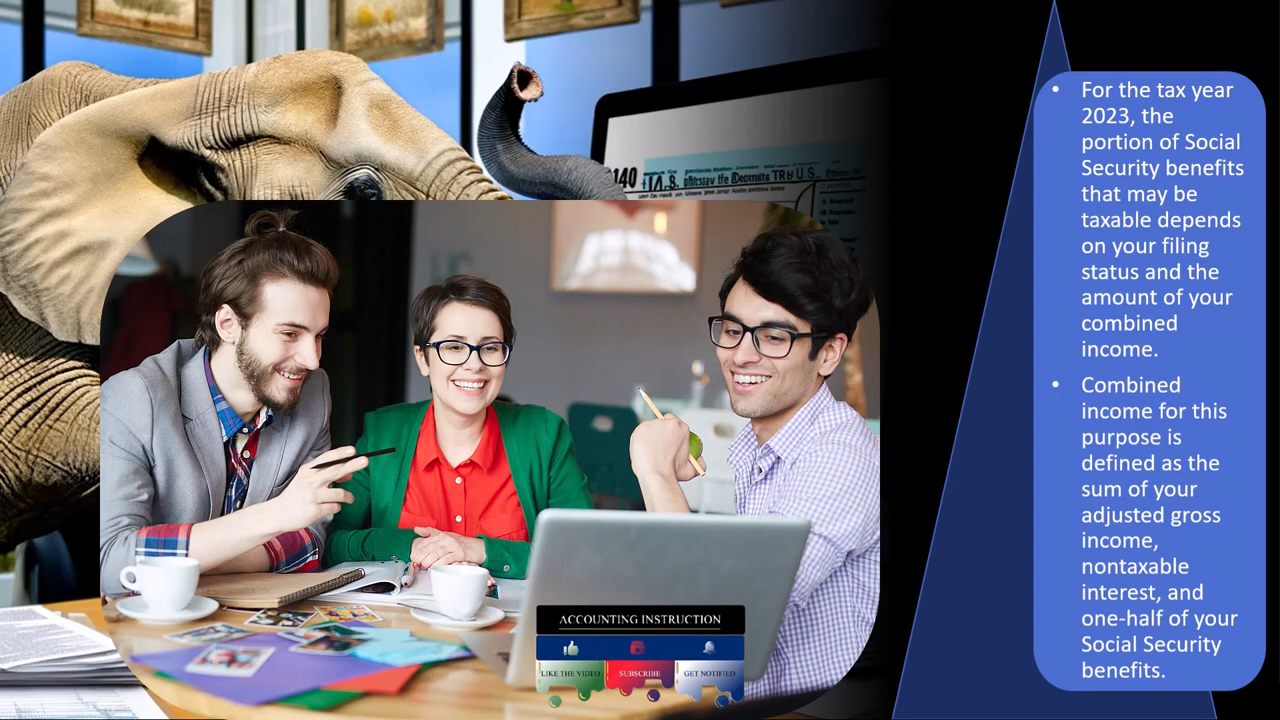 • For the tax year
2023, the
portion of Social
Security benefits
that may be
taxable depends
on your filing
status and the
amount of your
combined
income.
• Combined
income for this
purpose is
defined as the
sum of your
adjusted gross
income,
nontaxable
interest, and
one-half of your
Social Security
benefits.
ACCOUNTING INSTRUCTION
LIKE THE VIDEO
SUBSCRIBE
GET NOTIFIED